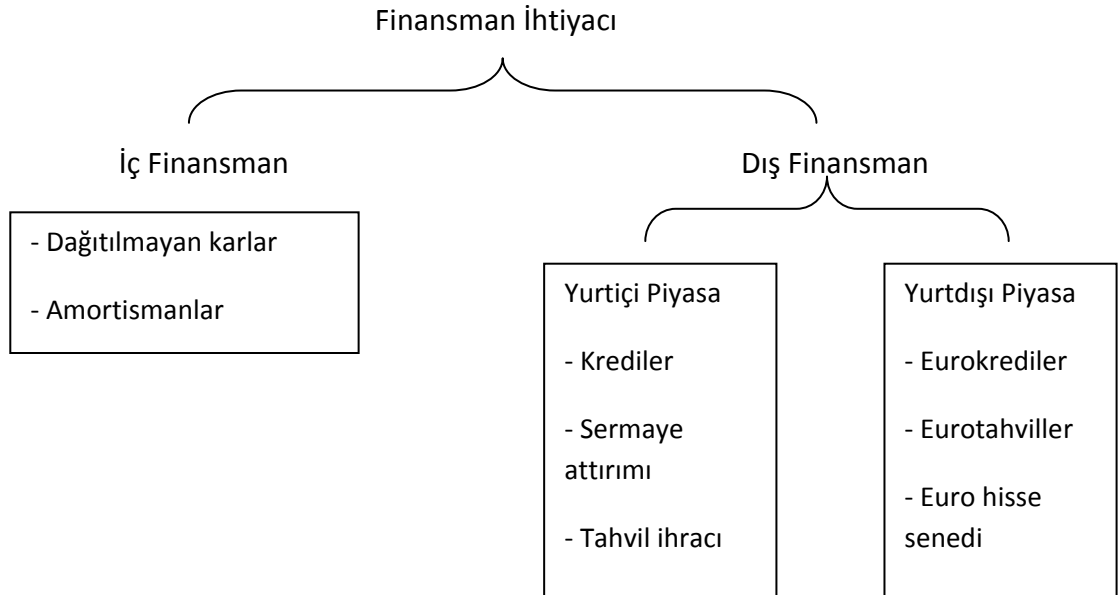 Finansman İhtiyacı
İç Finansman
Dış Finansman
- Dağıtılmayan karlar
- Amortismanlar
Yurtiçi Piyasa
- Krediler
- Sermaye
attırımı
- Tahvil ihracı
Yurtdışı Piyasa
- Eurokrediler
- Eurotahviller
- Euro hisse
senedi